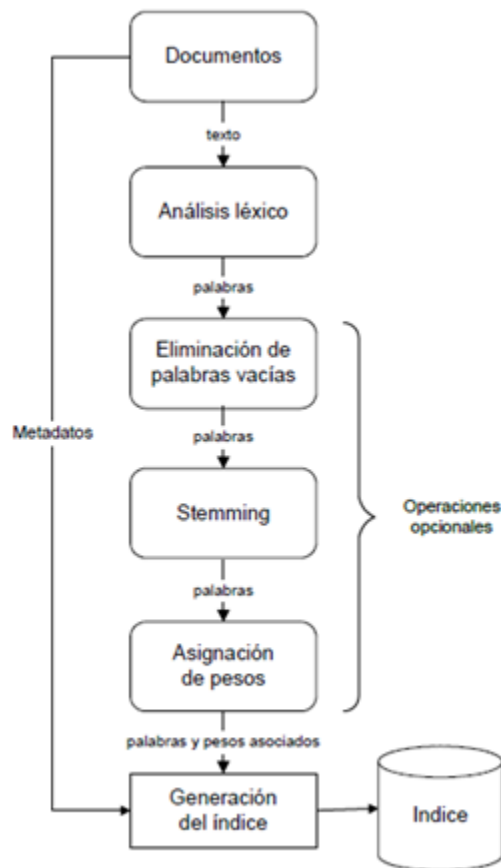 Documentos
texto
Análisis léxico
palabras
Eliminación de
palabras vacías
Metadatos
palabras
Stemming
Operaciones
opcionales
palabras
Asignación
de pesos
palabras y pesos asociados
Generación
del índice
Indice